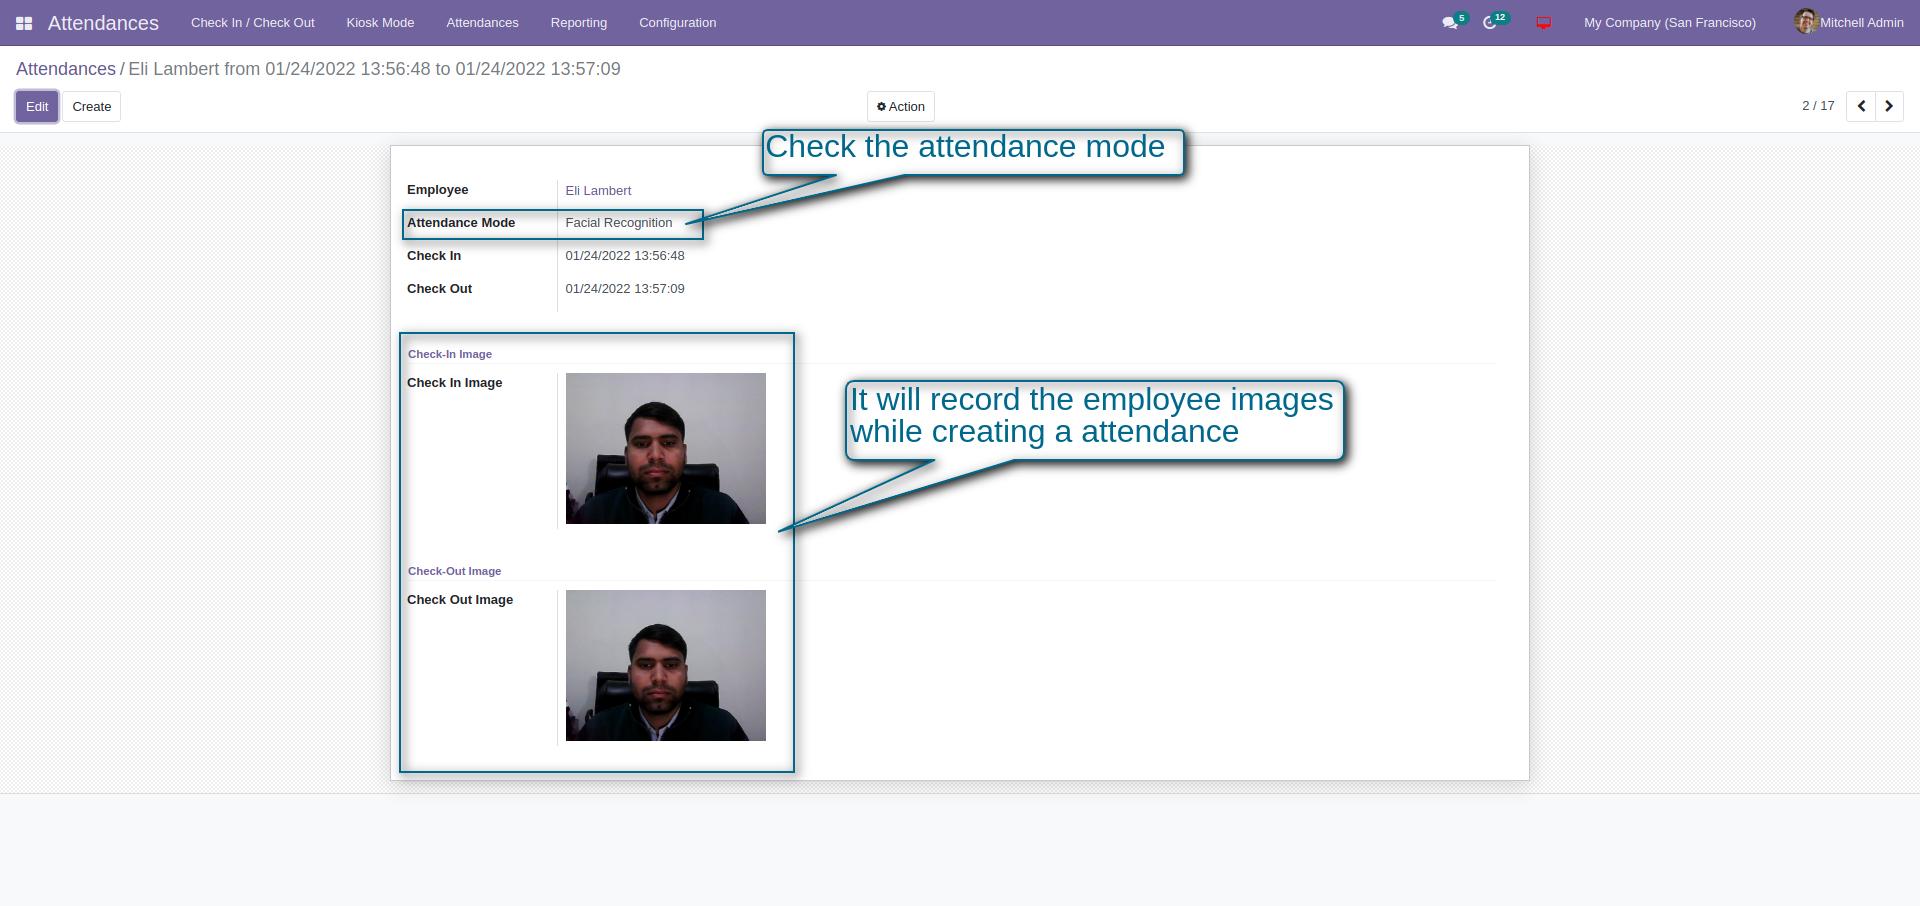 Attendances Check In / Check Out Kiosk Mode Attendances Reporting Configuration 5 12 My Company (San Francisco) Mitchell Admin
Attendances / Eli Lambert from 01/24/2022 13:56:48 to 01/24/2022 13:57:09
Edit Create Action 2 / 17
Check the attendance mode
Employee Eli Lambert
Attendance Mode Facial Recognition
Check In 01/24/2022 13:56:48
Check Out 01/24/2022 13:57:09
Check-In Image
Check In Image
It will record the employee images
while creating a attendance
Check-Out Image
Check Out Image